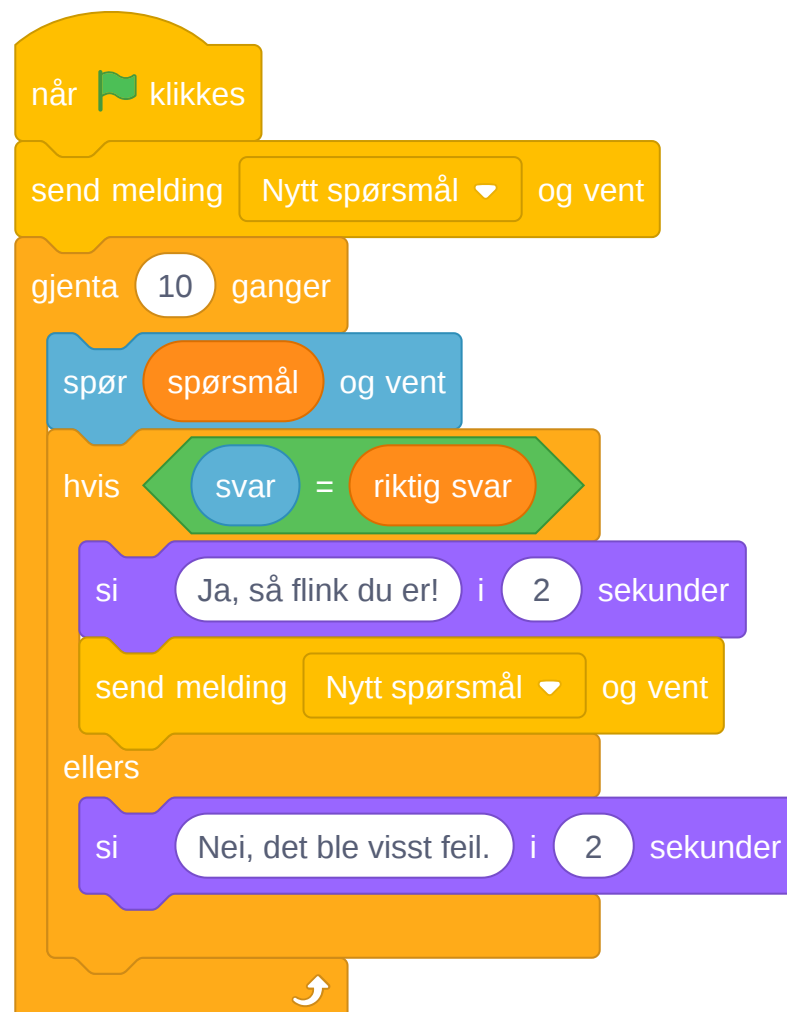 når klikkes
send melding Nytt spørsmål og vent
gjenta 10 ganger
spør spørsmål og vent
hvis svar = riktig svar
si Ja, så flink du er! i 2 sekunder
send melding Nytt spørsmål og vent
ellers
si Nei, det ble visst feil. i 2 sekunder